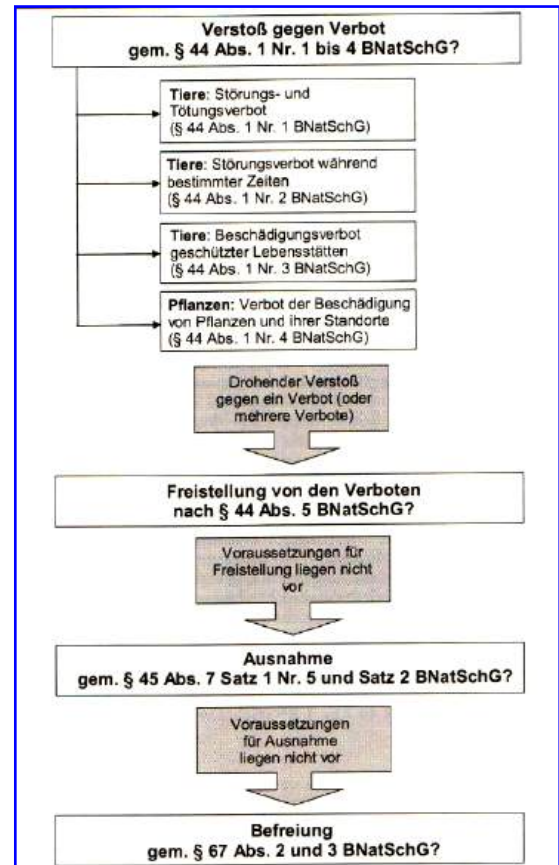 Verstoß gegen Verbot
gem. § 44 Abs. 1 Nr. 1 bis 4 BNatSchG?
Tiere: Störungs- und
Tötungsverbot
(§ 44 Abs. 1 Nr. 1 BNatSchG)
Tiere: Störungsverbot während
bestimmter Zeiten
(§ 44 Abs. 1 Nr. 2 BNatSchG)
Tiere: Beschädigungsverbot
geschützter Lebensstätten
(§ 44 Abs. 1 Nr. 3 BNatSchG)
Pflanzen: Verbot der Beschädigung
von Pflanzen und ihrer Standorte
(§ 44 Abs. 1 Nr. 4 BNatSchG)
Drohender Verstoß
gegen ein Verbot (oder
mehrere Verbote)
Freistellung von den Verboten
nach § 44 Abs. 5 BNatSchG?
Voraussetzungen für
Freistellung liegen nicht
vor
Ausnahme
gem. § 45 Abs. 7 Satz 1 Nr. 5 und Satz 2 BNatSchG?
Voraussetzungen
für Ausnahme
liegen nicht vor
Befreiung
gem. § 67 Abs. 2 und 3 BNatSchG?